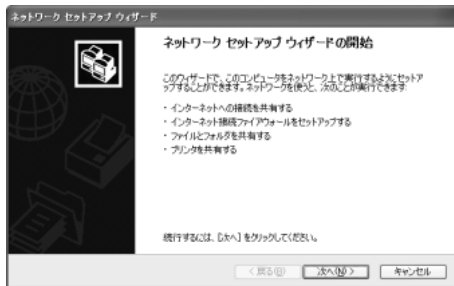 ネットワーク セットアップ ウィザード
ネットワーク セットアップ ウィザードの開始
このウィザードで、このコンピュータをネットワーク上で実行するようにセットア
ップすることができます。ネットワークを使うと、次のことが実行できます:
・インターネットへの接続を共有する
・インターネット接続ファイアウォールをセットアップする
・ファイルとフォルダを共有する
・プリンタを共有する
続行するには、[次へ] をクリックしてください。
< 戻る(B) 次へ(N) > キャンセル